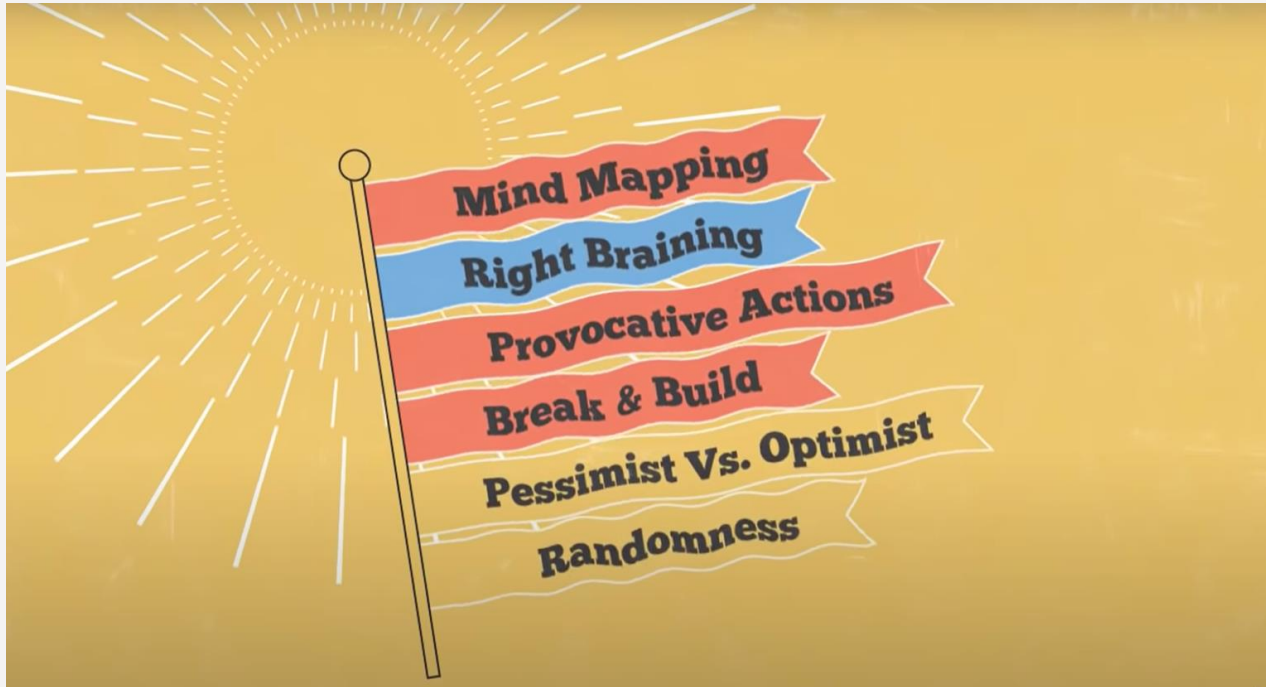 Mind Mapping
Right Braining
Provocative Actions
Break & Build
Pessimist Vs. Optimist
Randomness